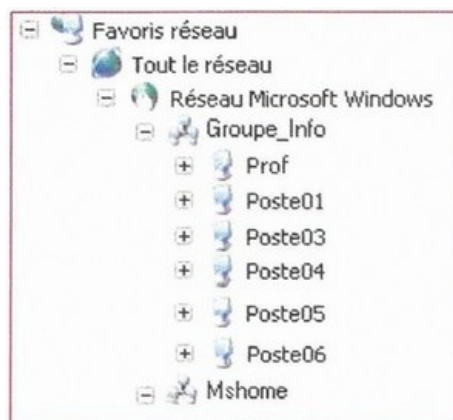 Favoris réseau
Tout le réseau
Réseau Microsoft Windows
Groupe_Info
Prof
Poste01
Poste03
Poste04
Poste05
Poste06
Mshome